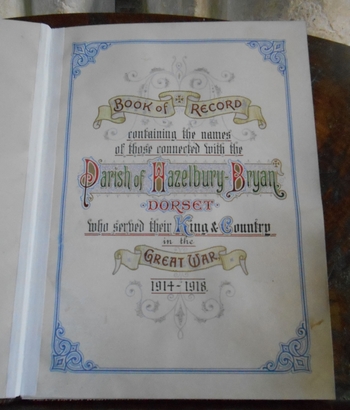 Book of Record
containing the names
of those connected with the
Parish of Hazelbury-Bryan,
DORSET
who served their King & Country
in the
GREAT WAR
1914-1918